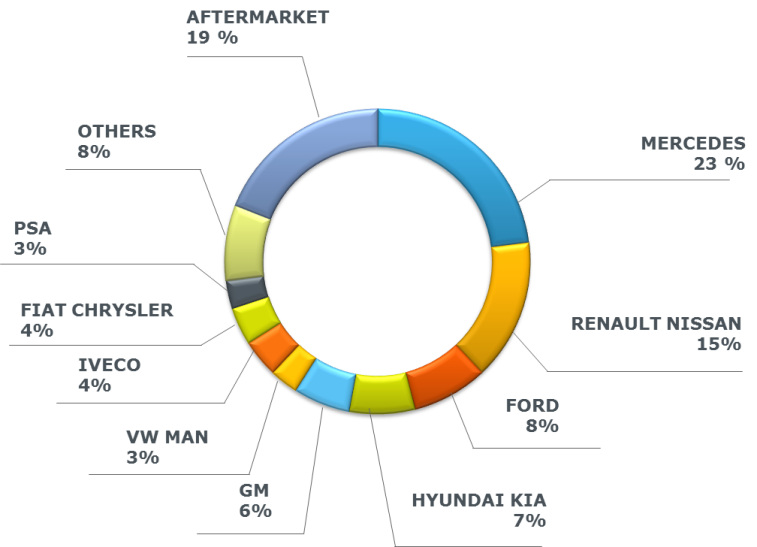 AFTERMARKET
19 %
MERCEDES
23 %
RENAULT NISSAN
15%
FORD
8%
HYUNDAI KIA
7%
GM
6%
VW MAN
3%
IVECO
4%
FIAT CHRYSLER
4%
PSA
3%
OTHERS
8%